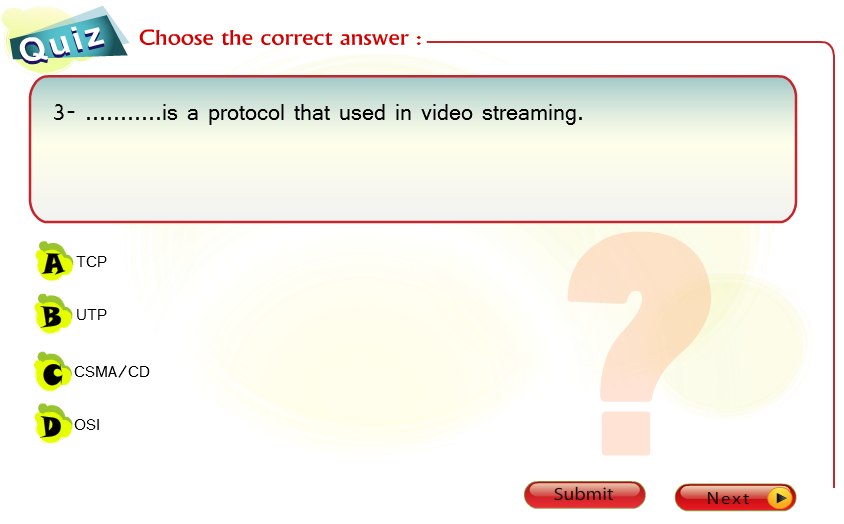 Quiz
Choose the correct answer :
3- ...........is a protocol that used in video streaming.
A TCP
B UTP
C CSMA/CD
D OSI
?
Submit
Next